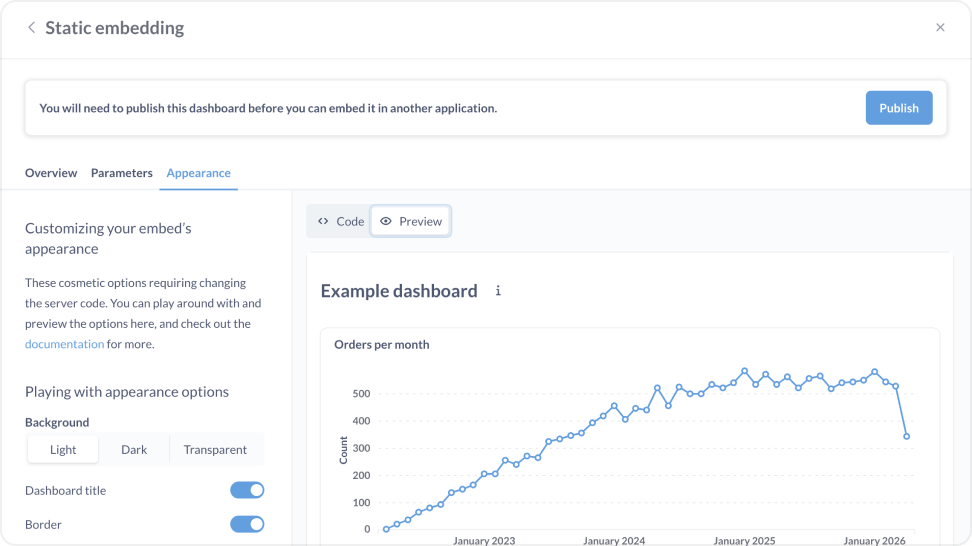 Static embedding
You will need to publish this dashboard before you can embed it in another application.
Publish
Overview Parameters Appearance
Customizing your embed's
appearance
These cosmetic options requiring changing
the server code. You can play around with and
preview the options here, and check out the
documentation for more.
Playing with appearance options
Background
Light Dark Transparent
Dashboard title
Border
Code Preview
Example dashboard
Orders per month
500
400
300
200
100
0
Count
January 2023 January 2024 January 2025 January 2026